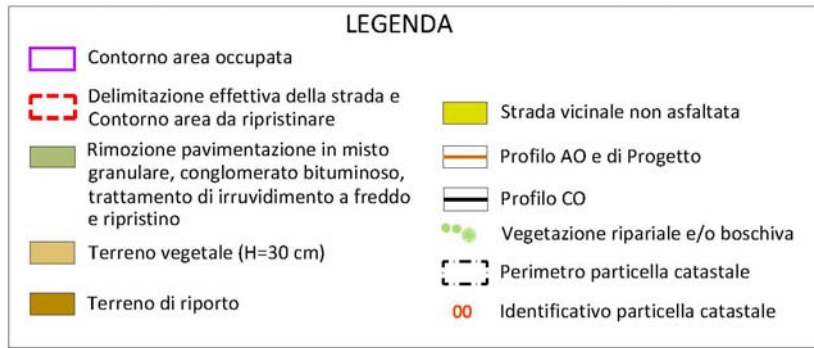 LEGENDA
Contorno area occupata
Delimitazione effettiva della strada e
Contorno area da ripristinare
Rimozione pavimentazione in misto
granulare, conglomerato bituminoso,
trattamento di irruvidimento a freddo
e ripristino
Terreno vegetale (H=30 cm)
Terreno di riporto
Strada vicinale non asfaltata
Profilo AO e di Progetto
Profilo CO
Vegetazione ripariale e/o boschiva
Perimetro particella catastale
00 Identificativo particella catastale